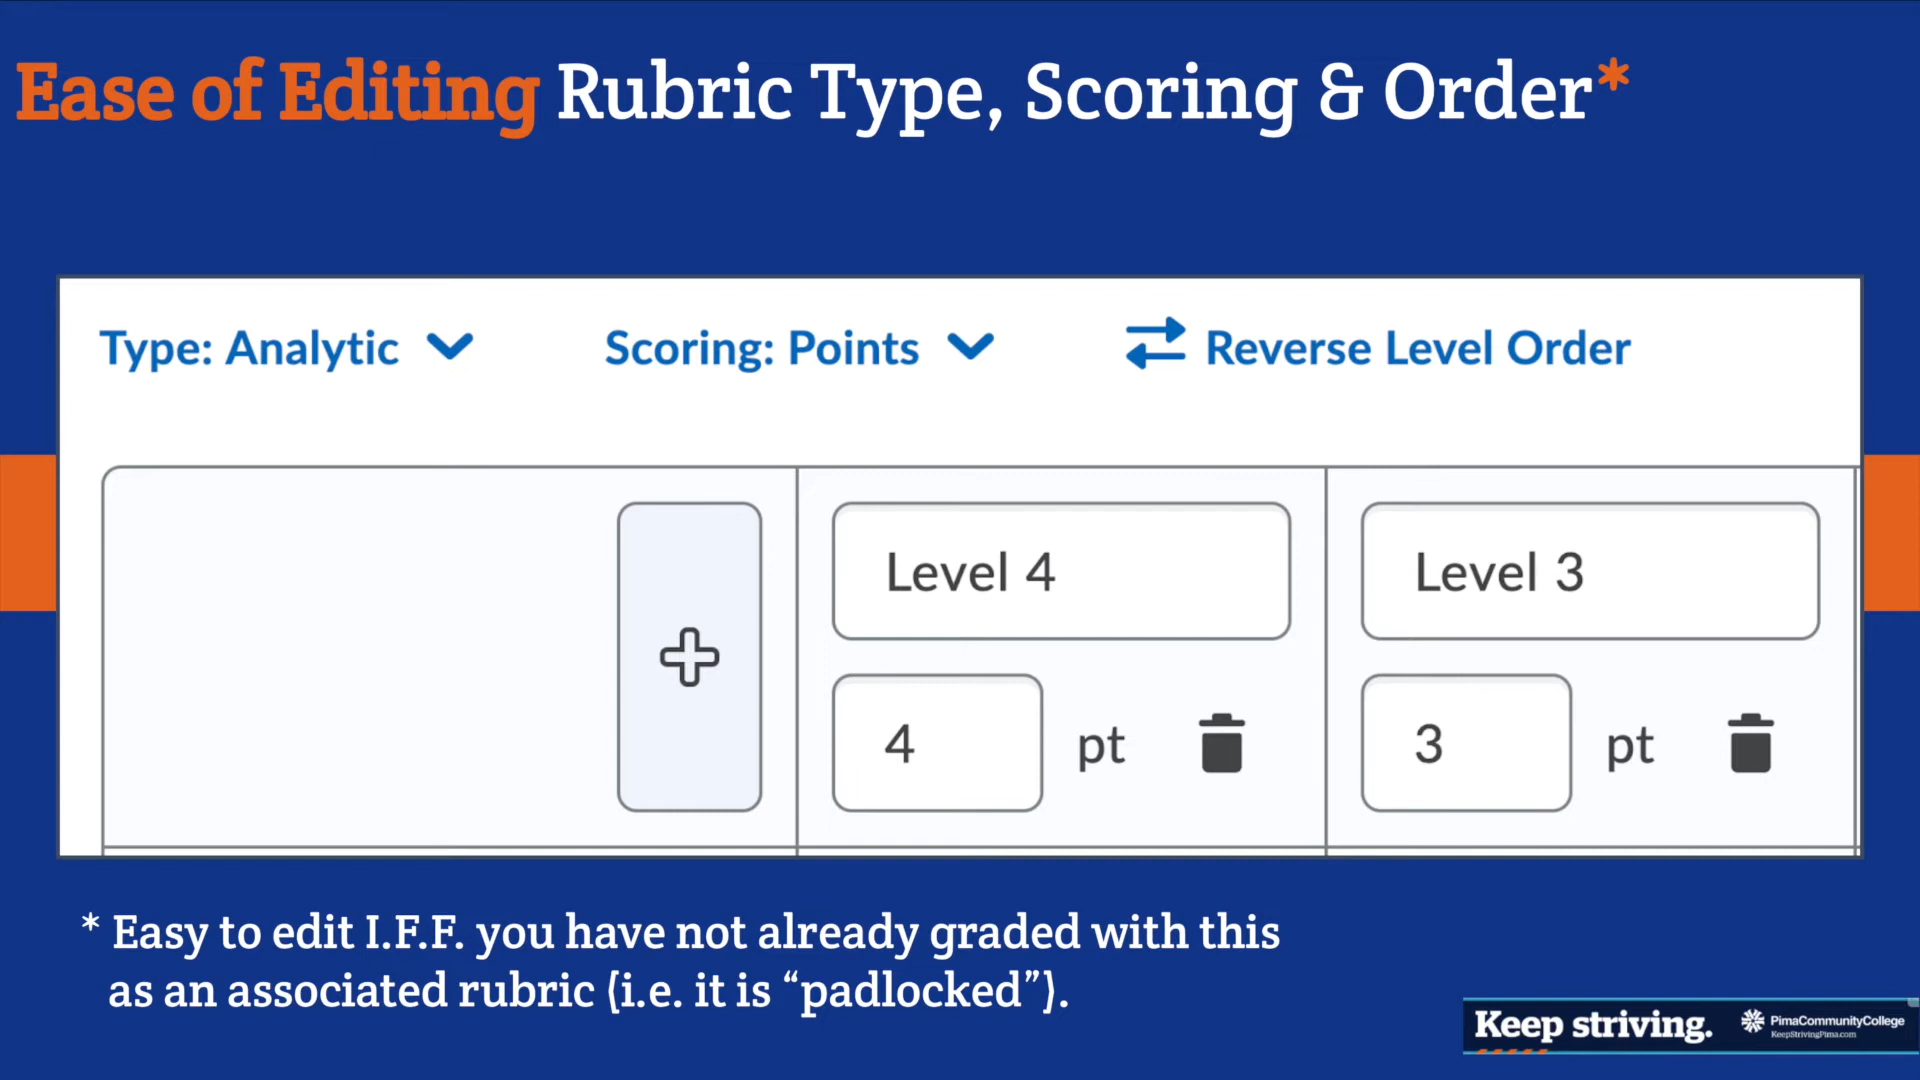 Ease of Editing Rubric Type, Scoring & Order*
Type: Analytic
Scoring: Points
Reverse Level Order
Level 4
Level 3
4 pt
3 pt
* Easy to edit I.F.F. you have not already graded with this
as an associated rubric (i.e. it is “padlocked”).
Keep striving.
PimaCommunityCollege
KeepStrivingPima.com